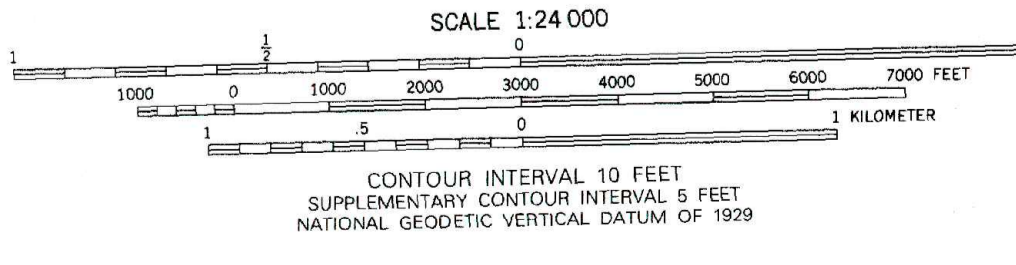 SCALE 1:24 000
1 1/2 0
1000 0 1000 2000 3000 4000 5000 6000 7000 FEET
1 .5 0 1 KILOMETER
CONTOUR INTERVAL 10 FEET
SUPPLEMENTARY CONTOUR INTERVAL 5 FEET
NATIONAL GEODETIC VERTICAL DATUM OF 1929